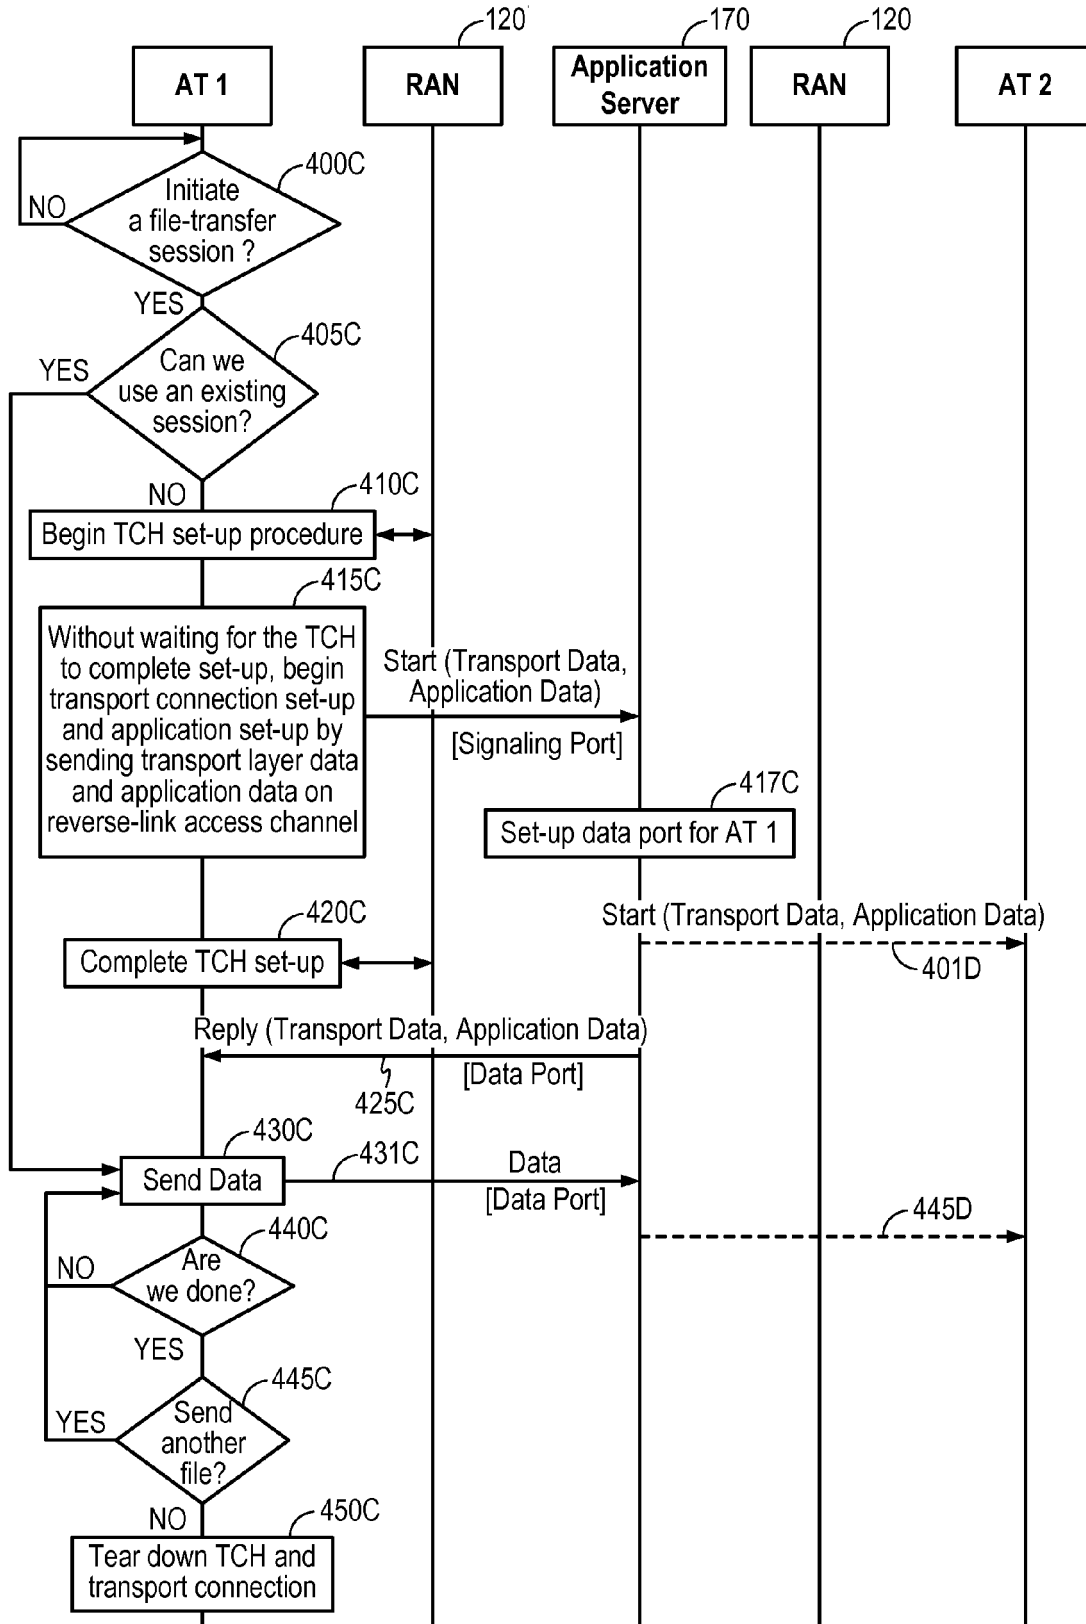 120
170
120
AT 1
RAN
Application
Server
RAN
AT 2
400C
Initiate
a file-transfer
session ?
NO
YES
405C
Can we
use an existing
session?
YES
NO
410C
Begin TCH set-up procedure
415C
Without waiting for the TCH
to complete set-up, begin
transport connection set-up
and application set-up by
sending transport layer data
and application data on
reverse-link access channel
Start (Transport Data,
Application Data)
[Signaling Port]
417C
Set-up data port for AT 1
420C
Complete TCH set-up
Start (Transport Data, Application Data)
401D
Reply (Transport Data, Application Data)
[Data Port]
425C
430C
Send Data
431C
Data
[Data Port]
440C
445D
Are
we done?
NO
YES
445C
Send
another
file?
YES
NO
450C
Tear down TCH and
transport connection